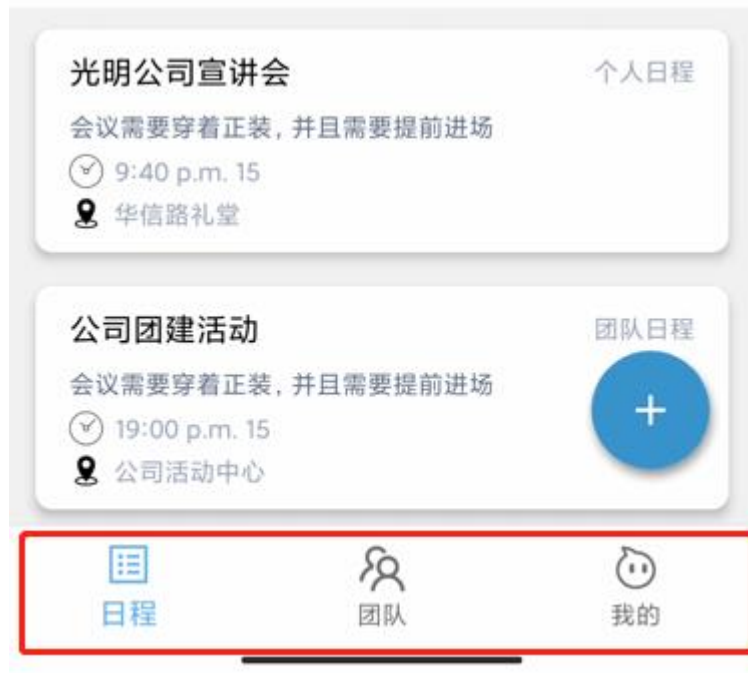 光明公司宣讲会
个人日程
会议需要穿着正装, 并且需要提前进场
9:40 p.m. 15
华信路礼堂
公司团建活动
团队日程
会议需要穿着正装, 并且需要提前进场
19:00 p.m. 15
公司活动中心
日程
团队
我的